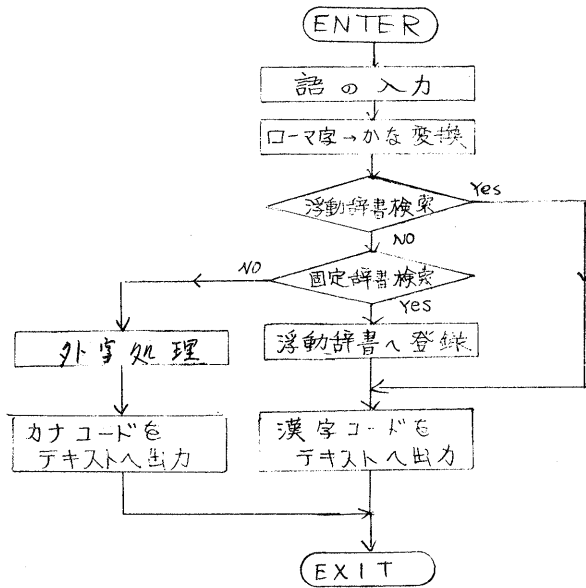 ENTER
語の入力
ローマ字→かな変換
浮動辞書検索
Yes
NO
固定辞書検索
NO
Yes
外字処理
浮動辞書へ登録
カナコードを
テキストへ出力
漢字コードを
テキストへ出力
EXIT